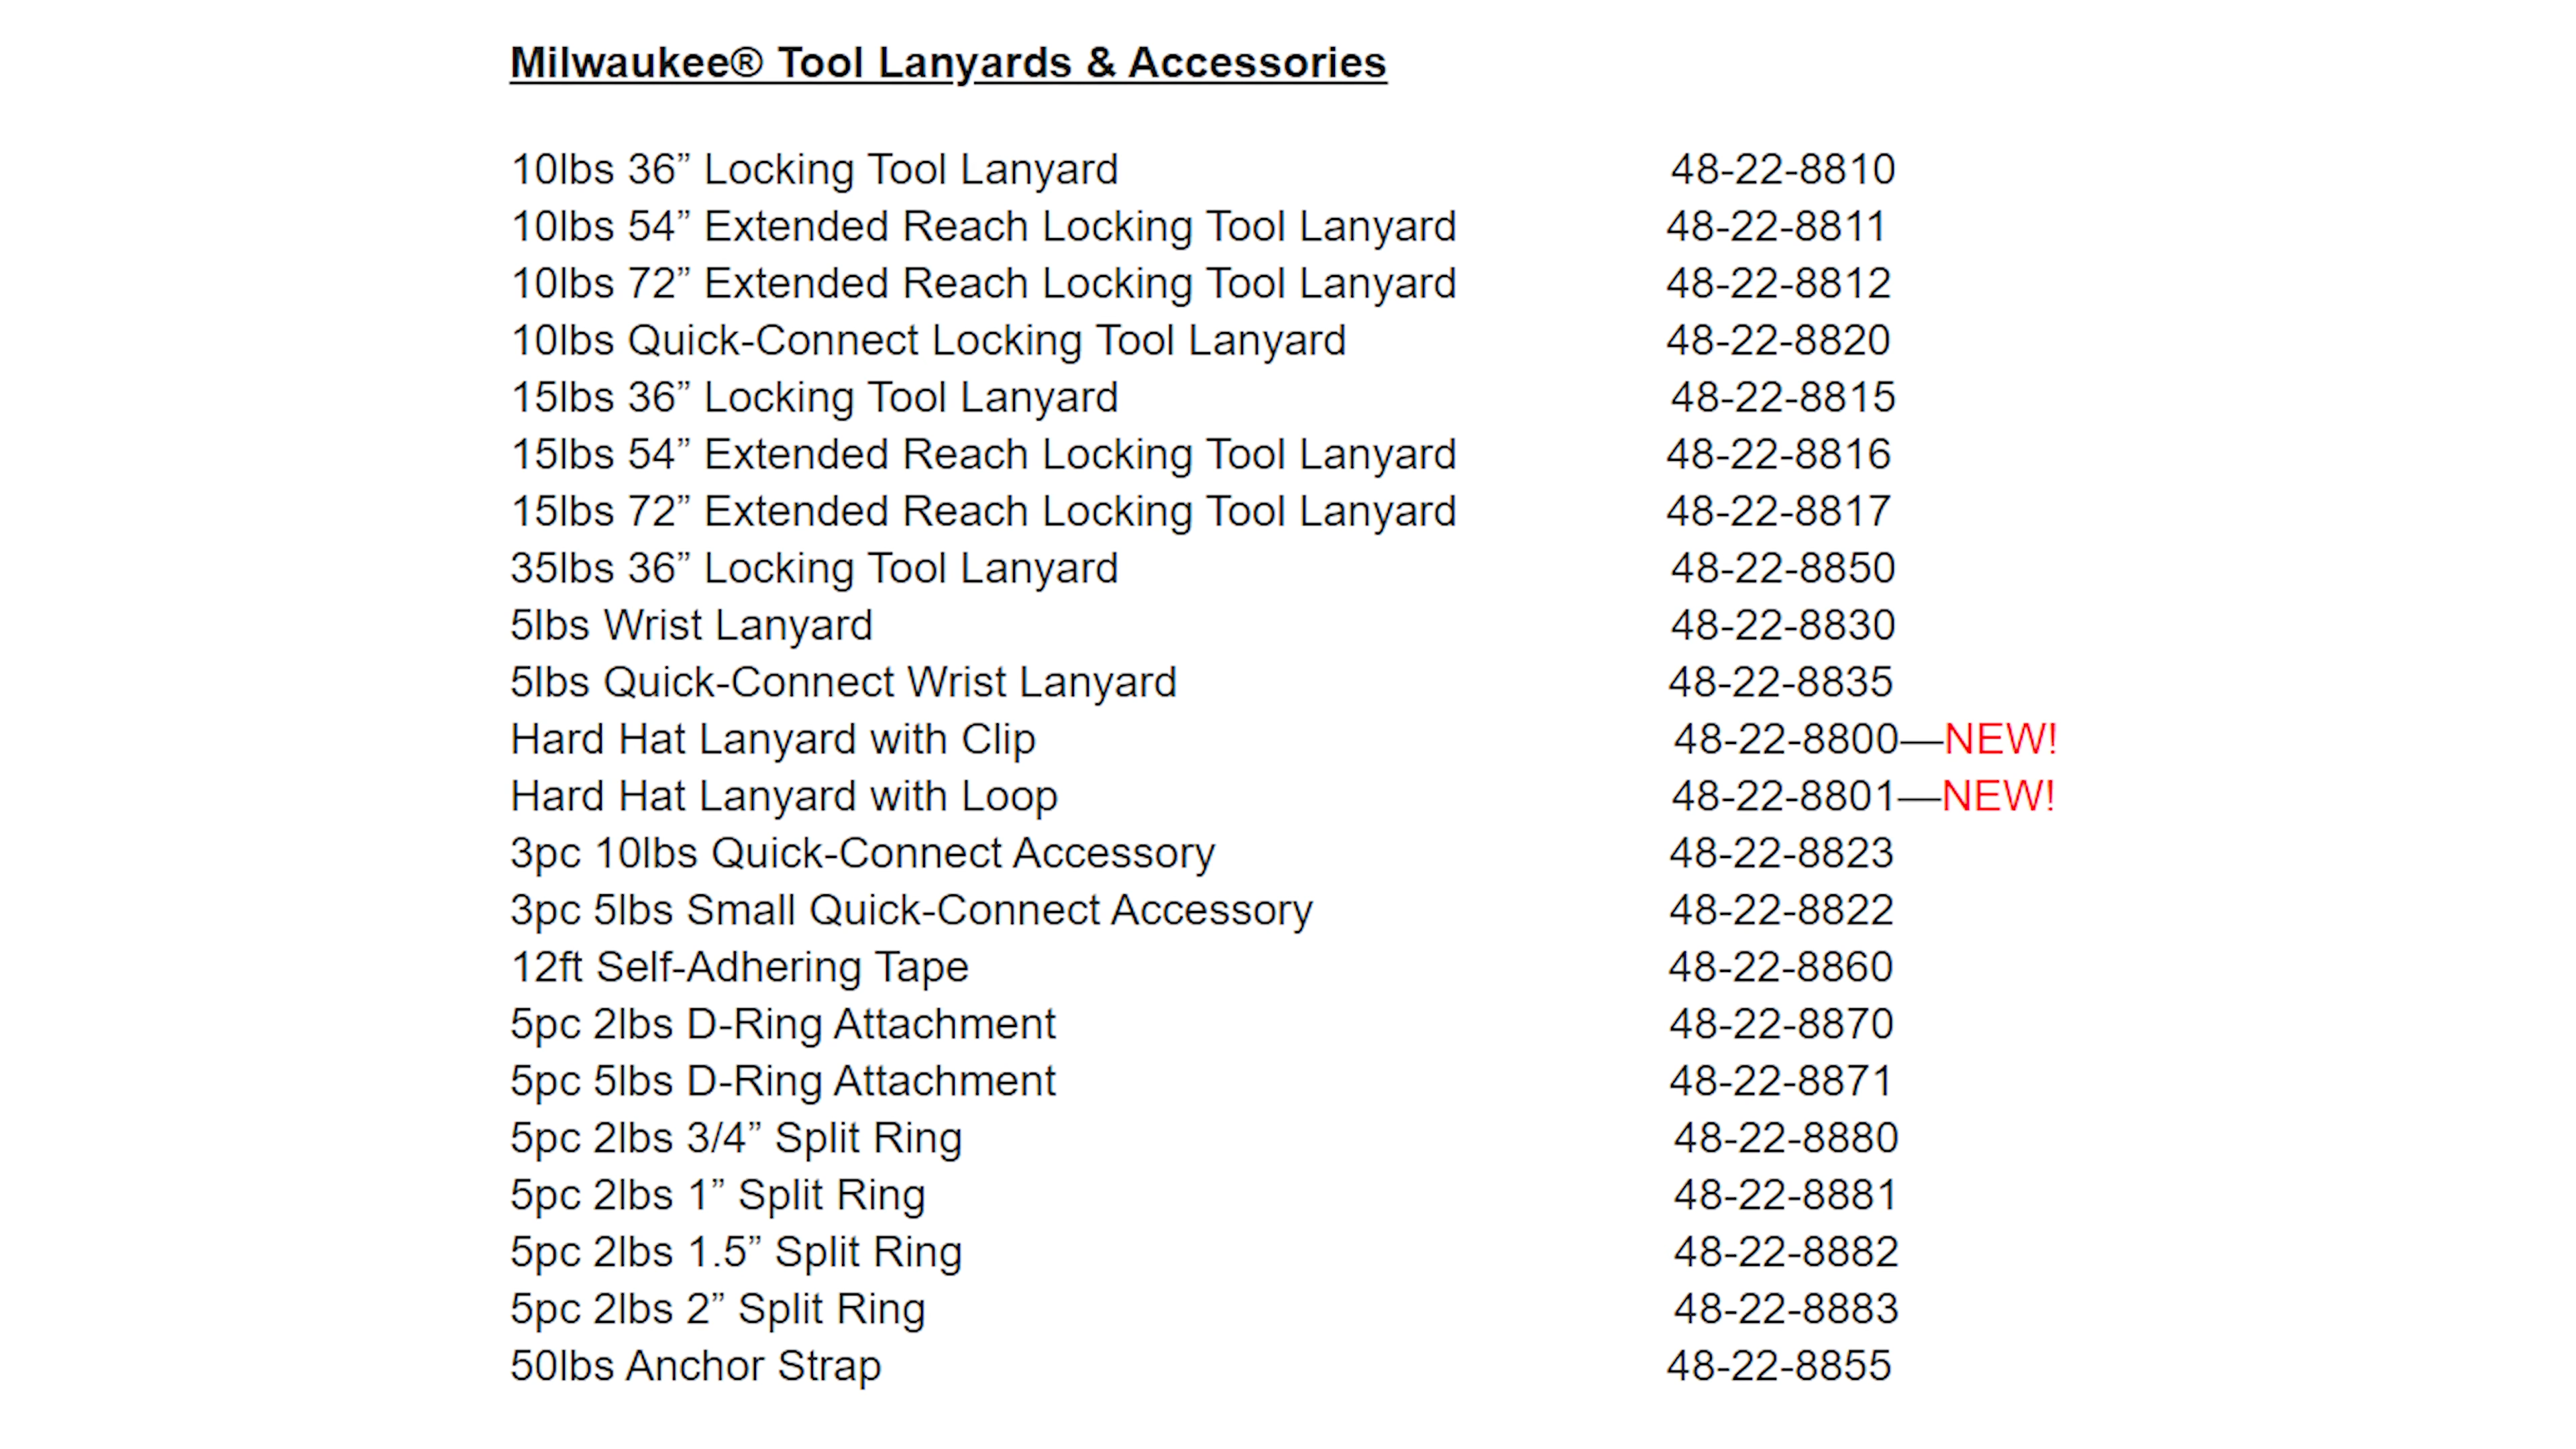 Milwaukee® Tool Lanyards & Accessories
10lbs 36” Locking Tool Lanyard 48-22-8810
10lbs 54” Extended Reach Locking Tool Lanyard 48-22-8811
10lbs 72” Extended Reach Locking Tool Lanyard 48-22-8812
10lbs Quick-Connect Locking Tool Lanyard 48-22-8820
15lbs 36” Locking Tool Lanyard 48-22-8815
15lbs 54” Extended Reach Locking Tool Lanyard 48-22-8816
15lbs 72” Extended Reach Locking Tool Lanyard 48-22-8817
35lbs 36” Locking Tool Lanyard 48-22-8850
5lbs Wrist Lanyard 48-22-8830
5lbs Quick-Connect Wrist Lanyard 48-22-8835
Hard Hat Lanyard with Clip 48-22-8800—NEW!
Hard Hat Lanyard with Loop 48-22-8801—NEW!
3pc 10lbs Quick-Connect Accessory 48-22-8823
3pc 5lbs Small Quick-Connect Accessory 48-22-8822
12ft Self-Adhering Tape 48-22-8860
5pc 2lbs D-Ring Attachment 48-22-8870
5pc 5lbs D-Ring Attachment 48-22-8871
5pc 2lbs 3/4” Split Ring 48-22-8880
5pc 2lbs 1” Split Ring 48-22-8881
5pc 2lbs 1.5” Split Ring 48-22-8882
5pc 2lbs 2” Split Ring 48-22-8883
50lbs Anchor Strap 48-22-8855